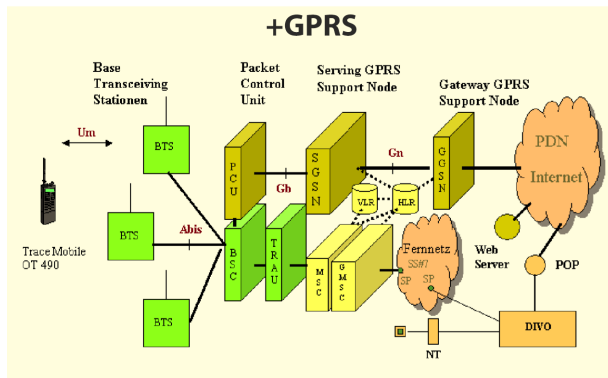 +GPRS
Base
Transceiving
Stationen
Packet
Control
Unit
Serving GPRS
Support Node
Gateway GPRS
Support Node
Um
BTS
PCU
SGSN
Gn
GGSN
PDN
Internet
Gb
VLR
HLR
Trace Mobile
OT 490
BTS
Abis
BSC
TRAU
MSC
GMSC
Fernnetz
SS#7
SP
SP
Web
Server
POP
BTS
NT
DIVO